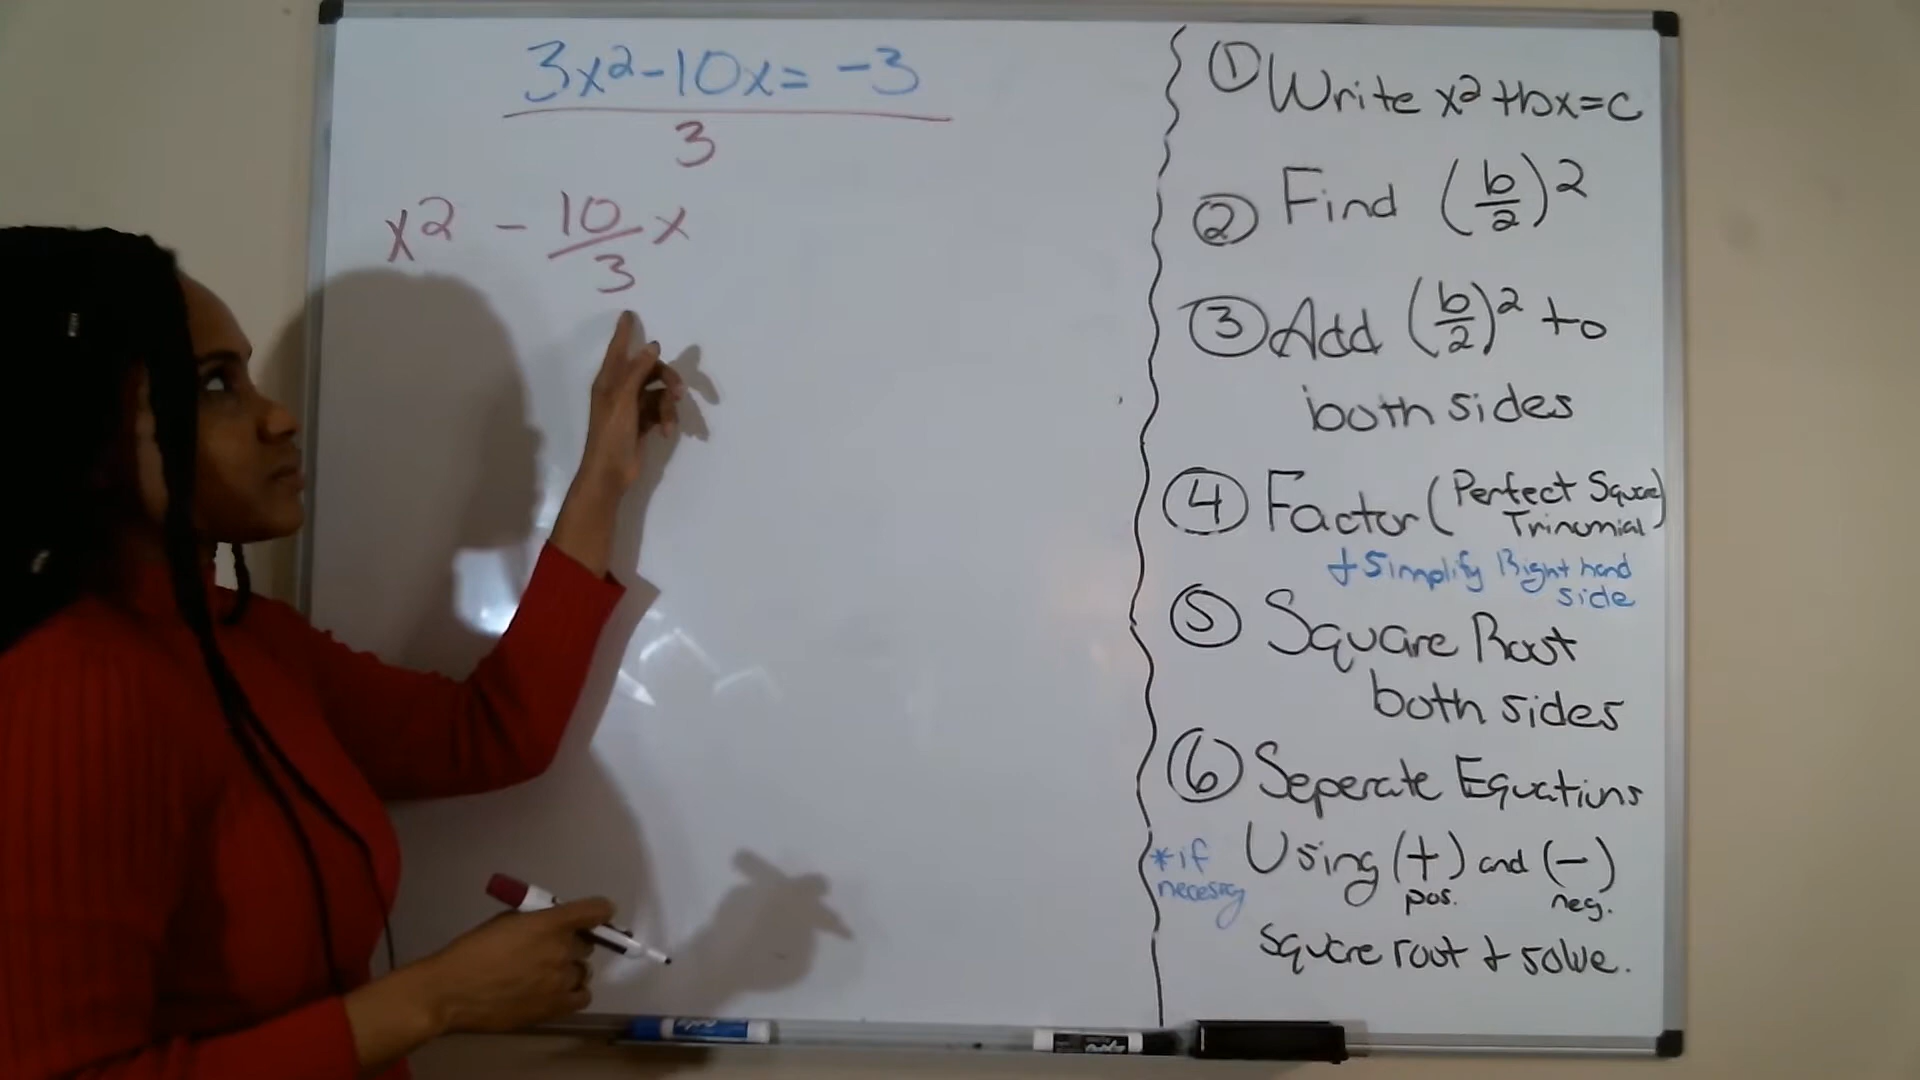 3x²-10x= -3
3
x² - 10/3 x
① Write x²+bx=c
② Find (b/2)²
③ Add (b/2)² to
both sides
④ Factor (Perfect Square
Trinomial)
+ Simplify Right hand
side
⑤ Square Root
both sides
⑥ Seperate Equations
*if
necessary
Using (+) and (-)
pos. neg.
square root + solve.